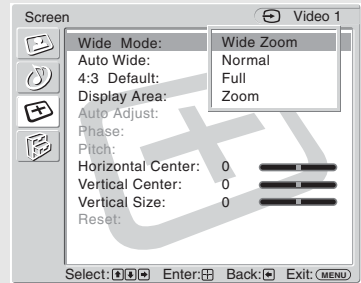 Screen Video 1
Wide Mode: Wide Zoom
Auto Wide: Normal
4:3 Default: Full
Display Area: Zoom
Auto Adjust:
Phase:
Pitch:
Horizontal Center: 0
Vertical Center: 0
Vertical Size: 0
Reset:
Select: Enter: Back: Exit: MENU